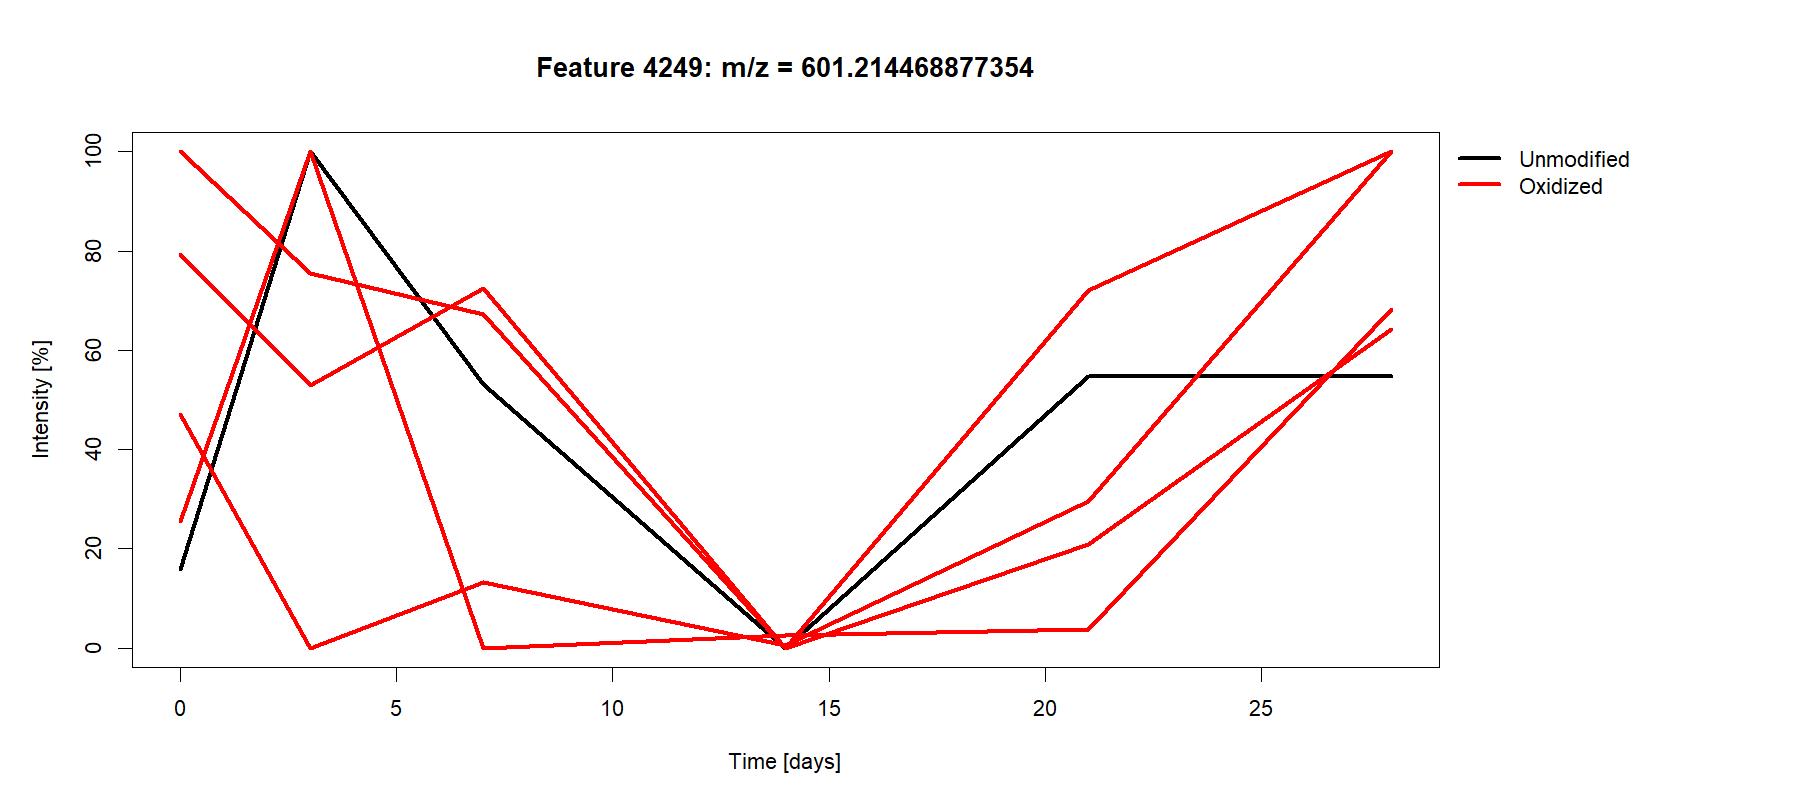 Feature 4249: m/z = 601.214468877354
Unmodified
Oxidized
Intensity [%]
100
80
60
40
20
0
0 5 10 15 20 25
Time [days]